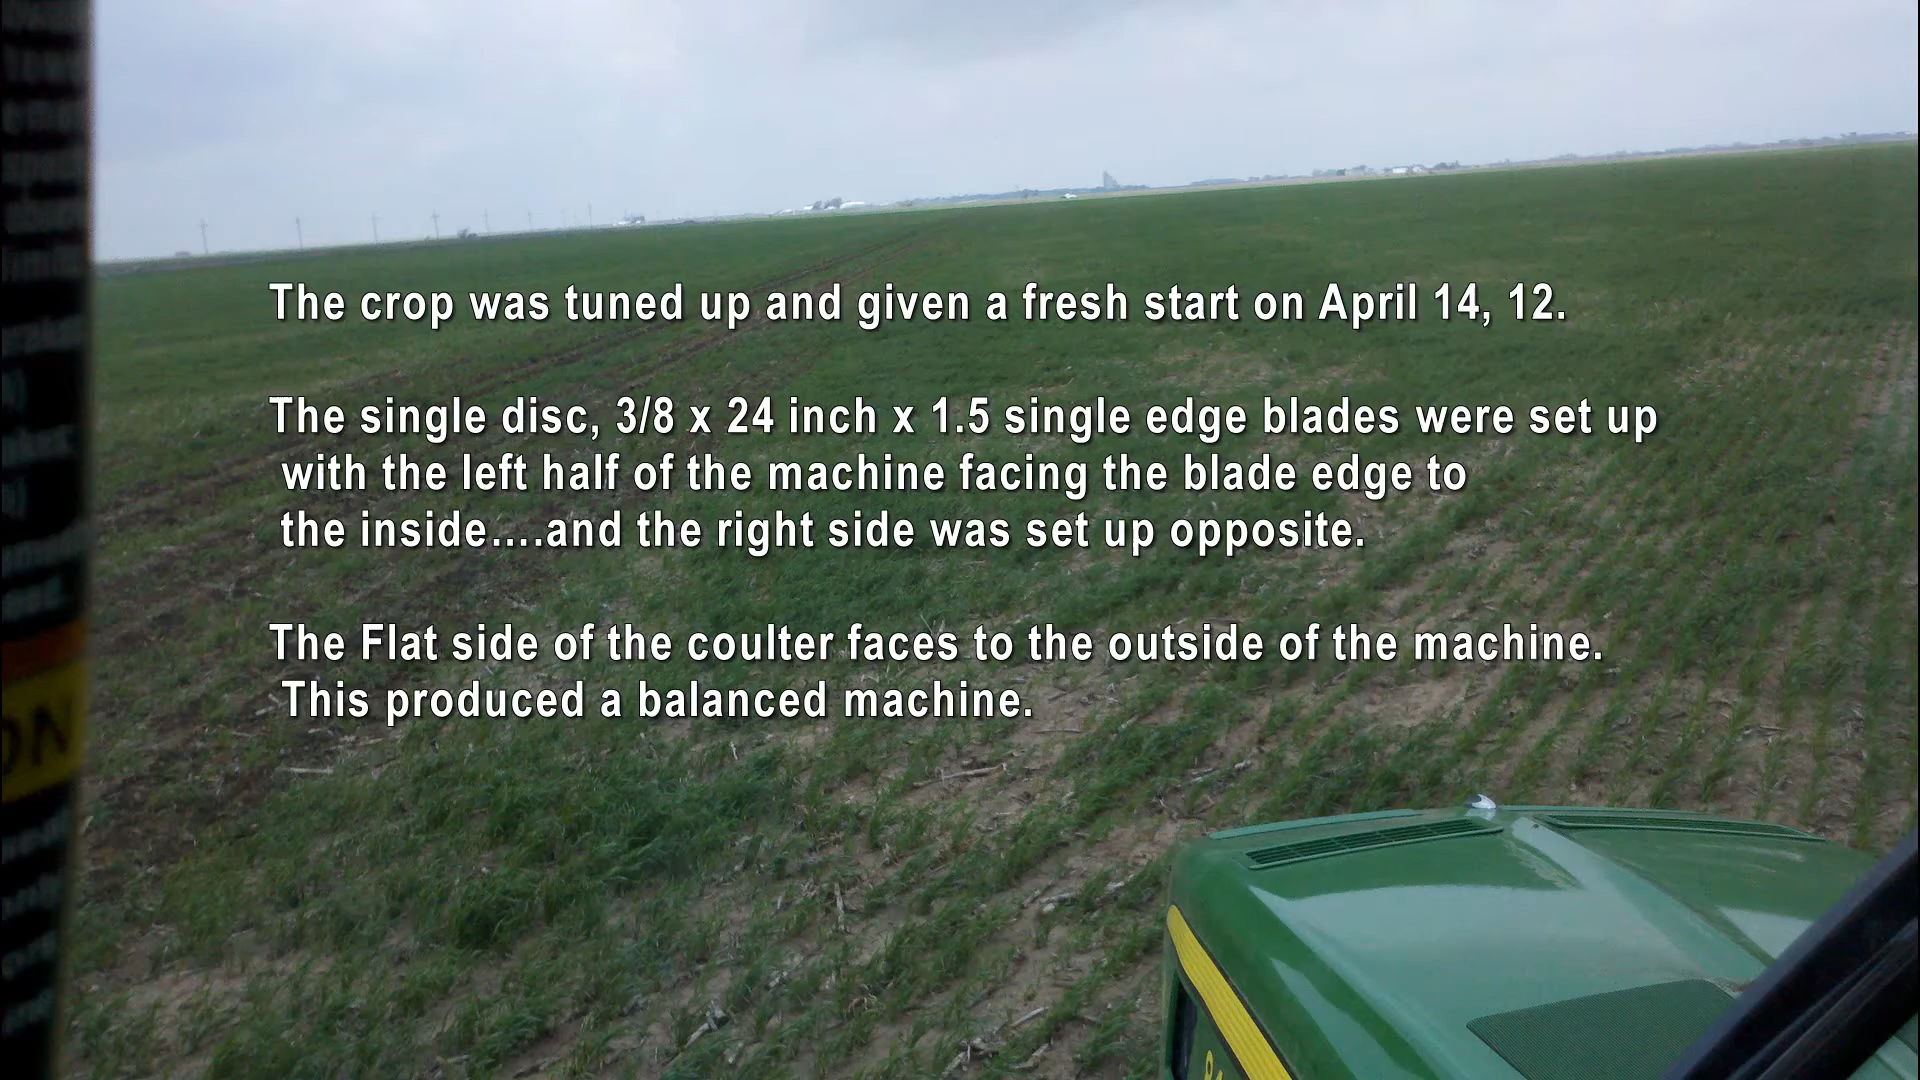 The crop was tuned up and given a fresh start on April 14, 12.
The single disc, 3/8 x 24 inch x 1.5 single edge blades were set up
with the left half of the machine facing the blade edge to
the inside....and the right side was set up opposite.
The Flat side of the coulter faces to the outside of the machine.
This produced a balanced machine.